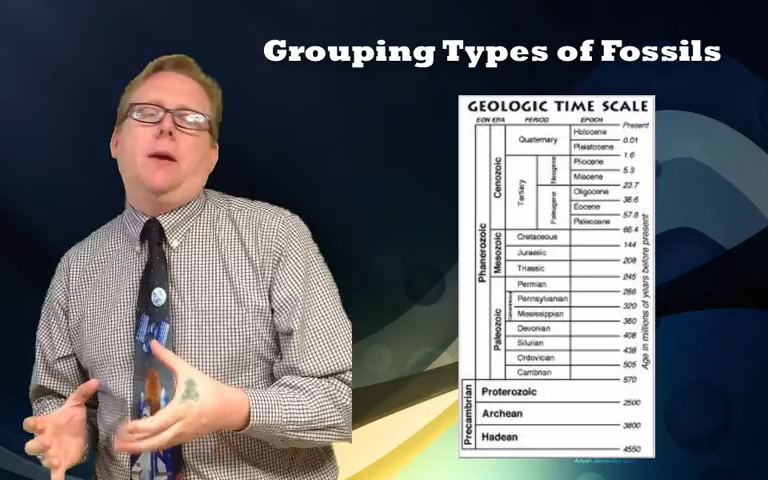 Grouping Types of Fossils
GEOLOGIC TIME SCALE
EON ERA PERIOD EPOCH
Present
Holocene
0.01
Quaternary
Pleistocene
1.6
Pliocene
5.3
Neogene
Miocene
23.7
Cenozoic
Tertiary
Oligocene
36.6
Eocene
Paleogene
57.8
Paleocene
66.4
Phanerozoic
Cretaceous
144
Mesozoic
Jurassic
208
Triassic
245
Permian
286
Pennsylvanian
320
Mississippian
360
Paleozoic
Devonian
408
Silurian
438
Ordovician
505
Cambrian
570
Age in millions of years before present
Precambrian
Proterozoic
2500
Archean
3800
Hadean
4550